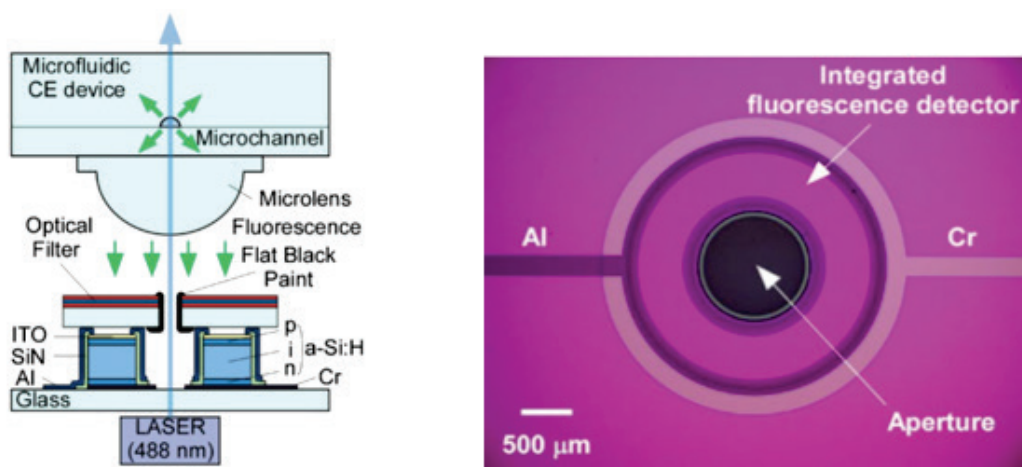 Microfluidic
CE device
Microchannel
Microlens
Optical
Filter
Fluorescence
Flat Black
Paint
ITO
SiN
Al
Glass
p
i
n
a-Si:H
Cr
LASER
(488 nm)
Integrated
fluorescence detector
Al
Cr
Aperture
500 µm